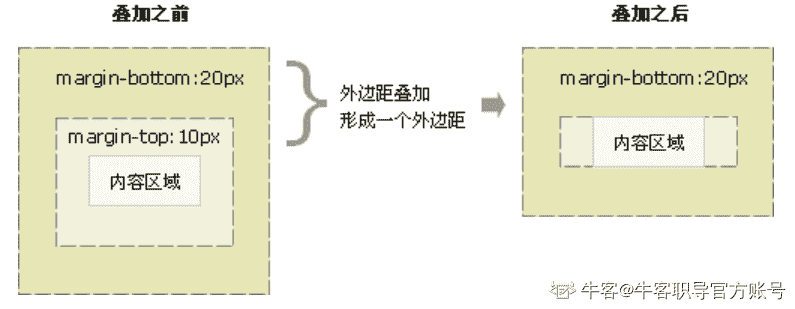 叠加之前
叠加之后
margin-bottom:20px
margin-top:10px
内容区域
外边距叠加
形成一个外边距
margin-bottom:20px
内容区域
牛客@牛客职导官方账号